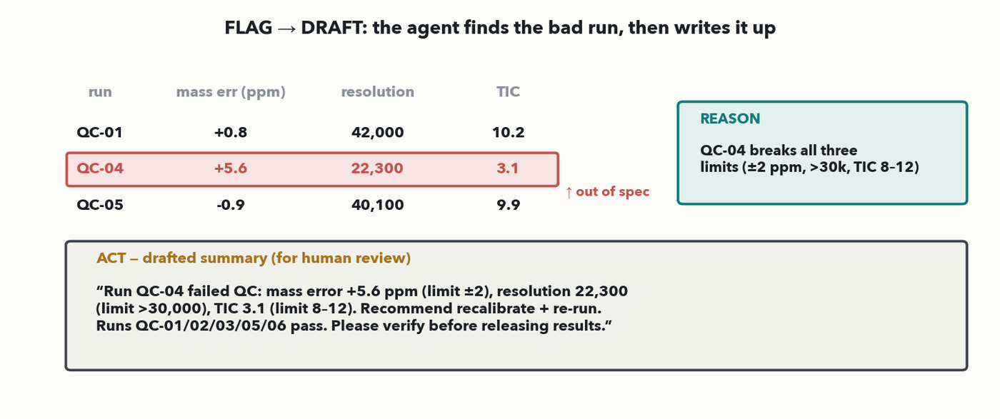 FLAG → DRAFT: the agent finds the bad run, then writes it up
run mass err (ppm) resolution TIC
QC-01 +0.8 42,000 10.2
QC-04 +5.6 22,300 3.1
↑ out of spec
QC-05 -0.9 40,100 9.9
REASON
QC-04 breaks all three
limits (±2 ppm, >30k, TIC 8–12)
ACT — drafted summary (for human review)
“Run QC-04 failed QC: mass error +5.6 ppm (limit ±2), resolution 22,300
(limit >30,000), TIC 3.1 (limit 8–12). Recommend recalibrate + re-run.
Runs QC-01/02/03/05/06 pass. Please verify before releasing results.”